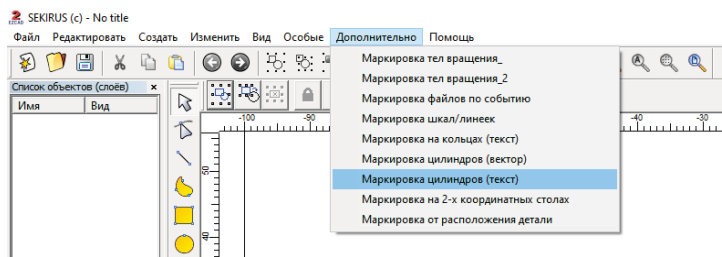 SEKIRUS (c) - No title
Файл Редактировать Создать Изменить Вид Особые Дополнительно Помощь
Список объектов (слоёв) ×
Имя Вид
Маркировка тел вращения_
Маркировка тел вращения_2
Маркировка файлов по событию
Маркировка шкал/линеек
Маркировка на кольцах (текст)
Маркировка цилиндров (вектор)
Маркировка цилиндров (текст)
Маркировка на 2-х координатных столах
Маркировка от расположения детали
-100 -90 -40 -30
50
40